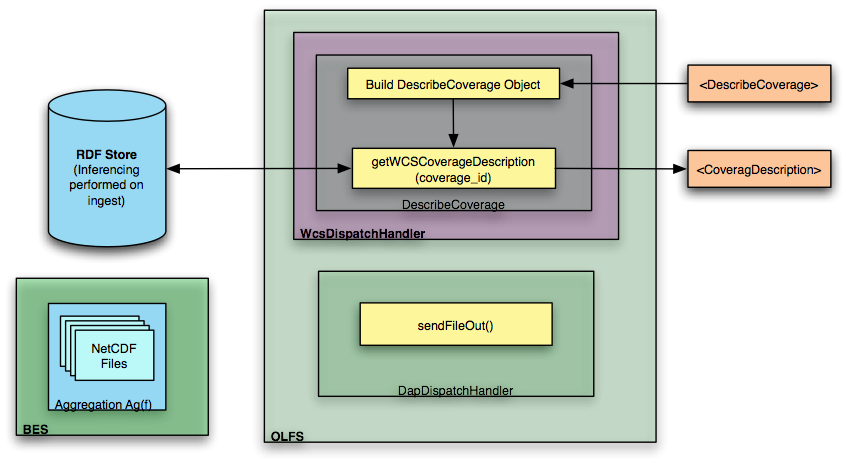 Build DescribeCoverage Object
<DescribeCoverage>
RDF Store
(Inferencing
performed on
ingest)
getWCSCoverageDescription
(coverage_id)
<CoveragDescription>
DescribeCoverage
WcsDispatchHandler
NetCDF
Files
Aggregation Ag(f)
BES
sendFileOut()
DapDispatchHandler
OLFS